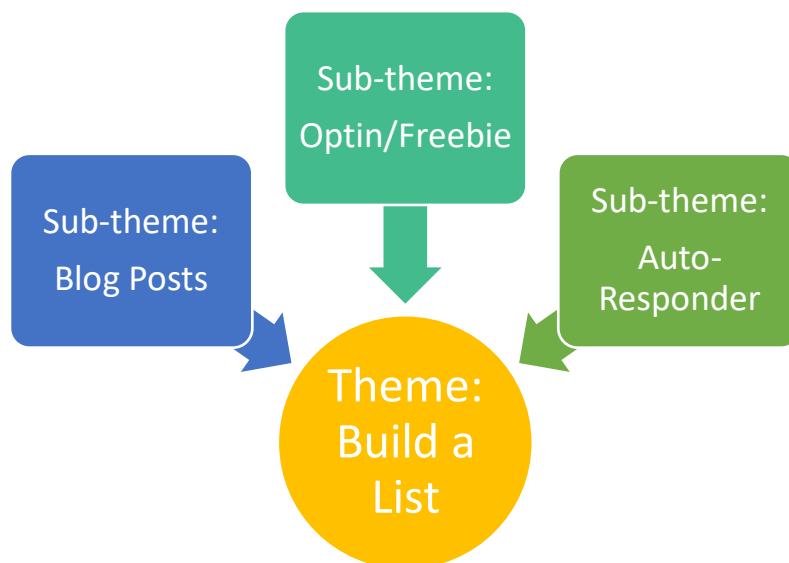 Sub-theme:
Optin/Freebie
Sub-theme:
Blog Posts
Sub-theme:
Auto-
Responder
Theme:
Build a
List